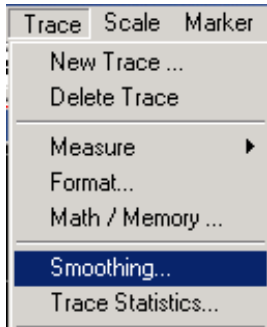 Trace Scale Marker
New Trace ...
Delete Trace
Measure
Format...
Math / Memory ...
Smoothing...
Trace Statistics...